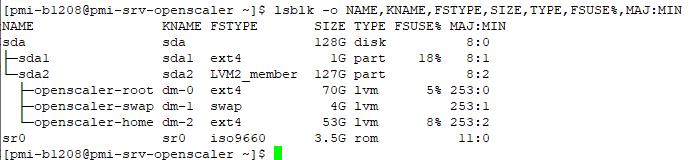 [pmi-b1208@pmi-srv-openscaler ~]$ lsblk -o NAME,KNAME,FSTYPE,SIZE,TYPE,FSUSE%,MAJ:MIN
NAME                KNAME FSTYPE       SIZE TYPE FSUSE% MAJ:MIN
sda                 sda                128G disk          8:0
├─sda1              sda1  ext4           1G part    18%   8:1
└─sda2              sda2  LVM2_member  127G part          8:2
  ├─openscaler-root dm-0  ext4          70G lvm      5% 253:0
  ├─openscaler-swap dm-1  swap           4G lvm         253:1
  └─openscaler-home dm-2  ext4          53G lvm      8% 253:2
sr0                 sr0   iso9660      3.5G rom          11:0
[pmi-b1208@pmi-srv-openscaler ~]$